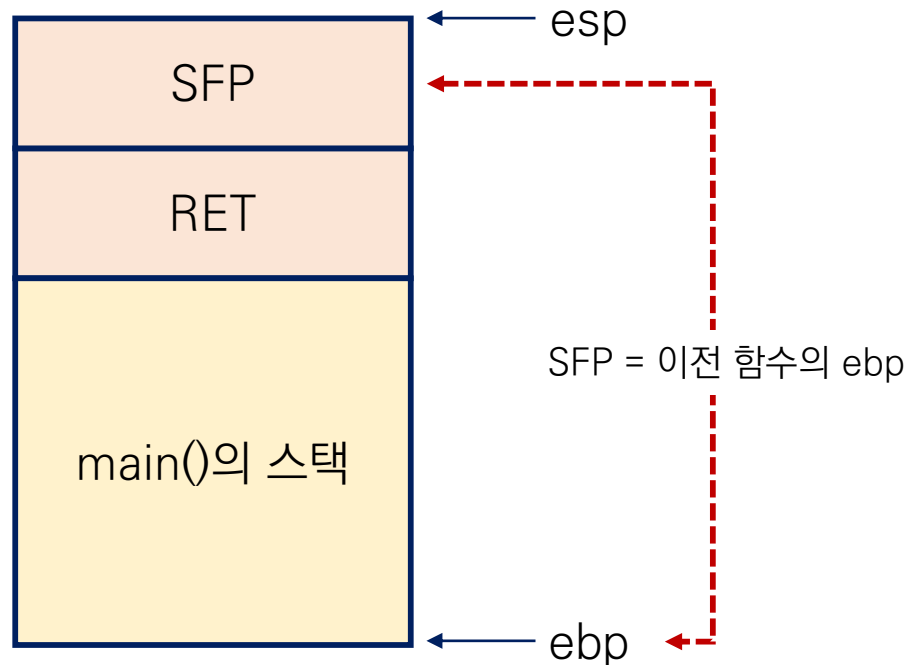 esp
SFP
RET
SFP = 이전 함수의 ebp
main()의 스택
ebp